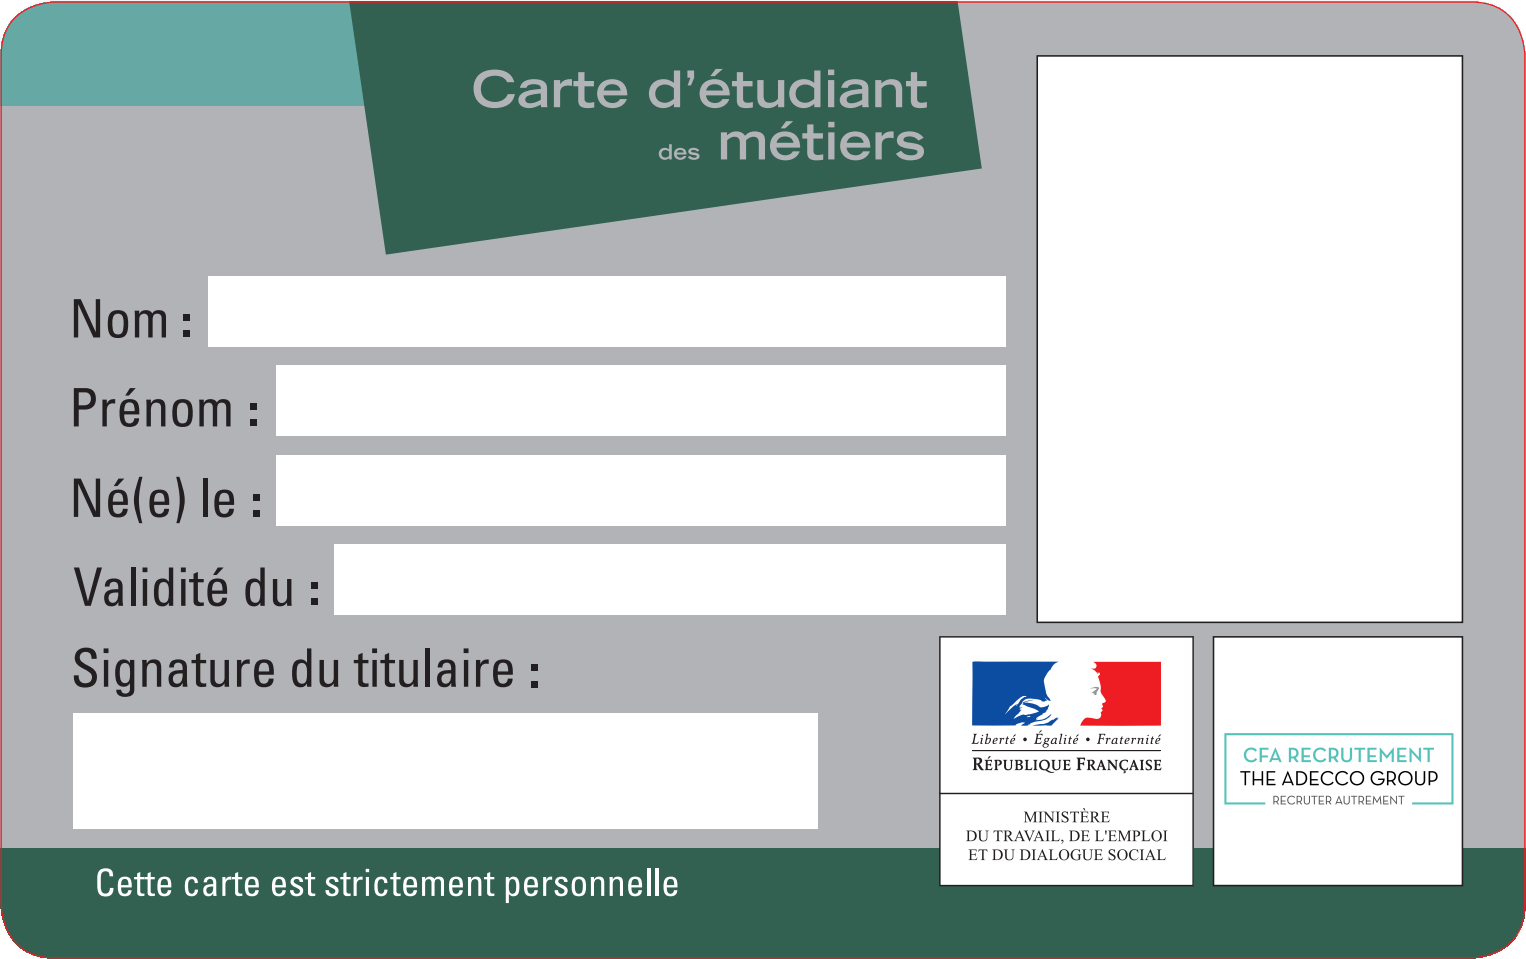 Carte d'étudiant
des métiers
Nom :
Prénom :
Né(e) le :
Validité du :
Signature du titulaire :
Liberté • Égalité • Fraternité
RÉPUBLIQUE FRANÇAISE
MINISTÈRE
DU TRAVAIL, DE L'EMPLOI
ET DU DIALOGUE SOCIAL
CFA RECRUTEMENT
THE ADECCO GROUP
RECRUTER AUTREMENT
Cette carte est strictement personnelle